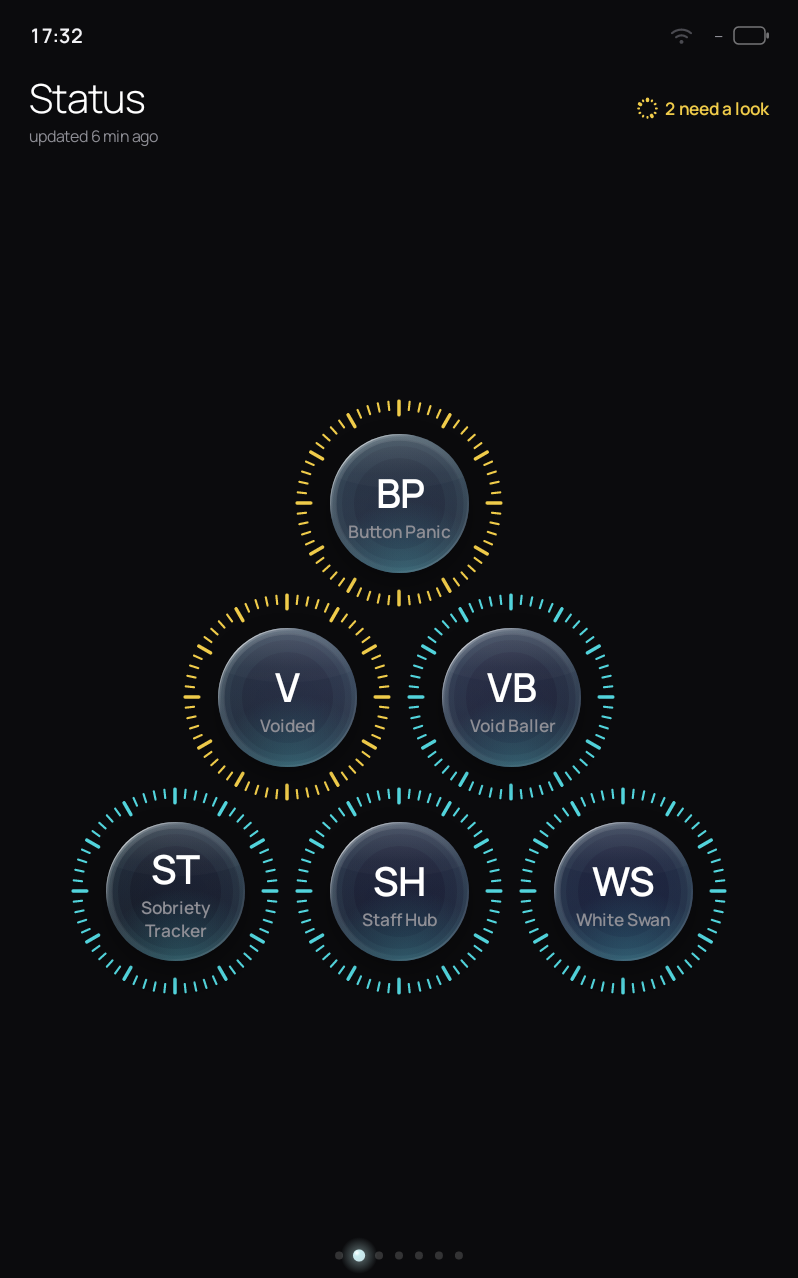 17:32
–
Status
2 need a look
updated 6 min ago
BP
Button Panic
V
Voided
VB
Void Baller
ST
Sobriety
Tracker
SH
Staff Hub
WS
White Swan